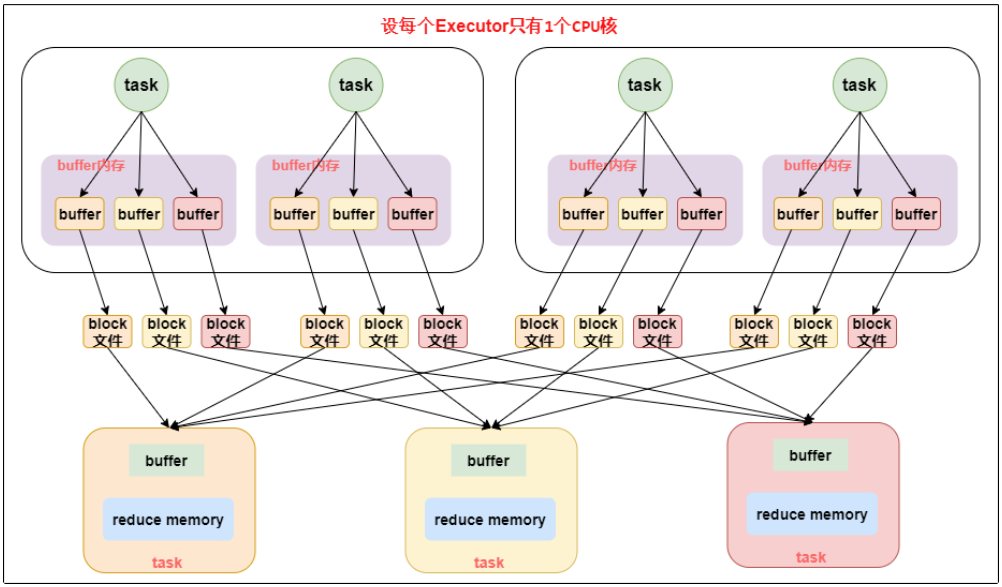 设每个Executor只有1个CPU核
task
task
task
task
buffer内存
buffer内存
buffer内存
buffer内存
buffer
buffer
buffer
buffer
buffer
buffer
buffer
buffer
buffer
buffer
buffer
buffer
block
文件
block
文件
block
文件
block
文件
block
文件
block
文件
block
文件
block
文件
block
文件
block
文件
block
文件
block
文件
buffer
reduce memory
task
buffer
reduce memory
task
buffer
reduce memory
task